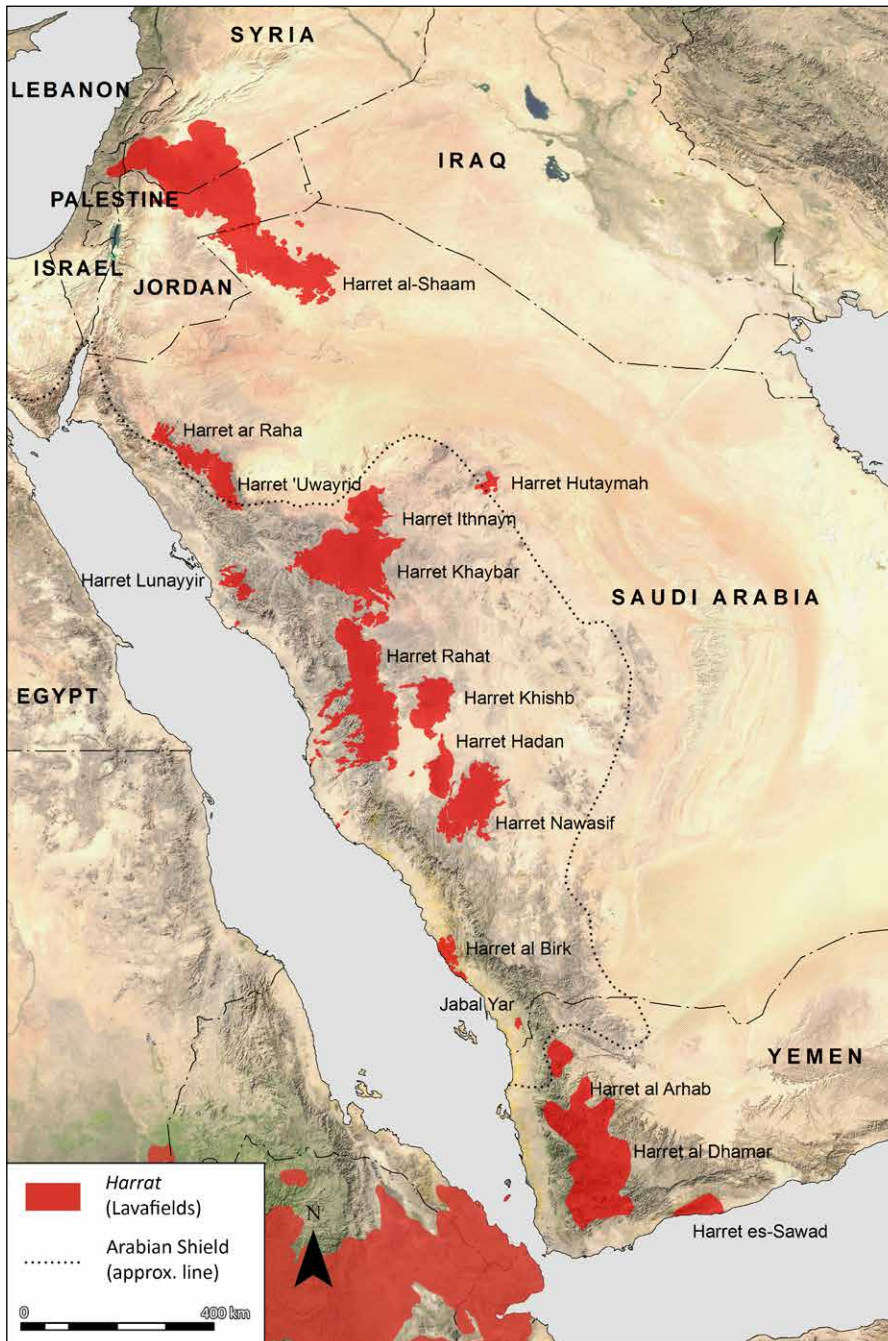 SYRIA
LEBANON
IRAQ
PALESTINE
ISRAEL
JORDAN
Harret al-Shaam
Harret ar Raha
Harret 'Uwayrid
Harret Hutaymah
Harret Ithnayn
Harret Lunayyir
Harret Khaybar
SAUDI ARABIA
Harret Rahat
EGYPT
Harret Khishb
Harret Hadan
Harret Nawasif
Harret al Birk
Jabal Yar
YEMEN
Harret al Arhab
Harret al Dhamar
Harret es-Sawad
Harrat
(Lavafields)
Arabian Shield
(approx. line)
N
0 400 km